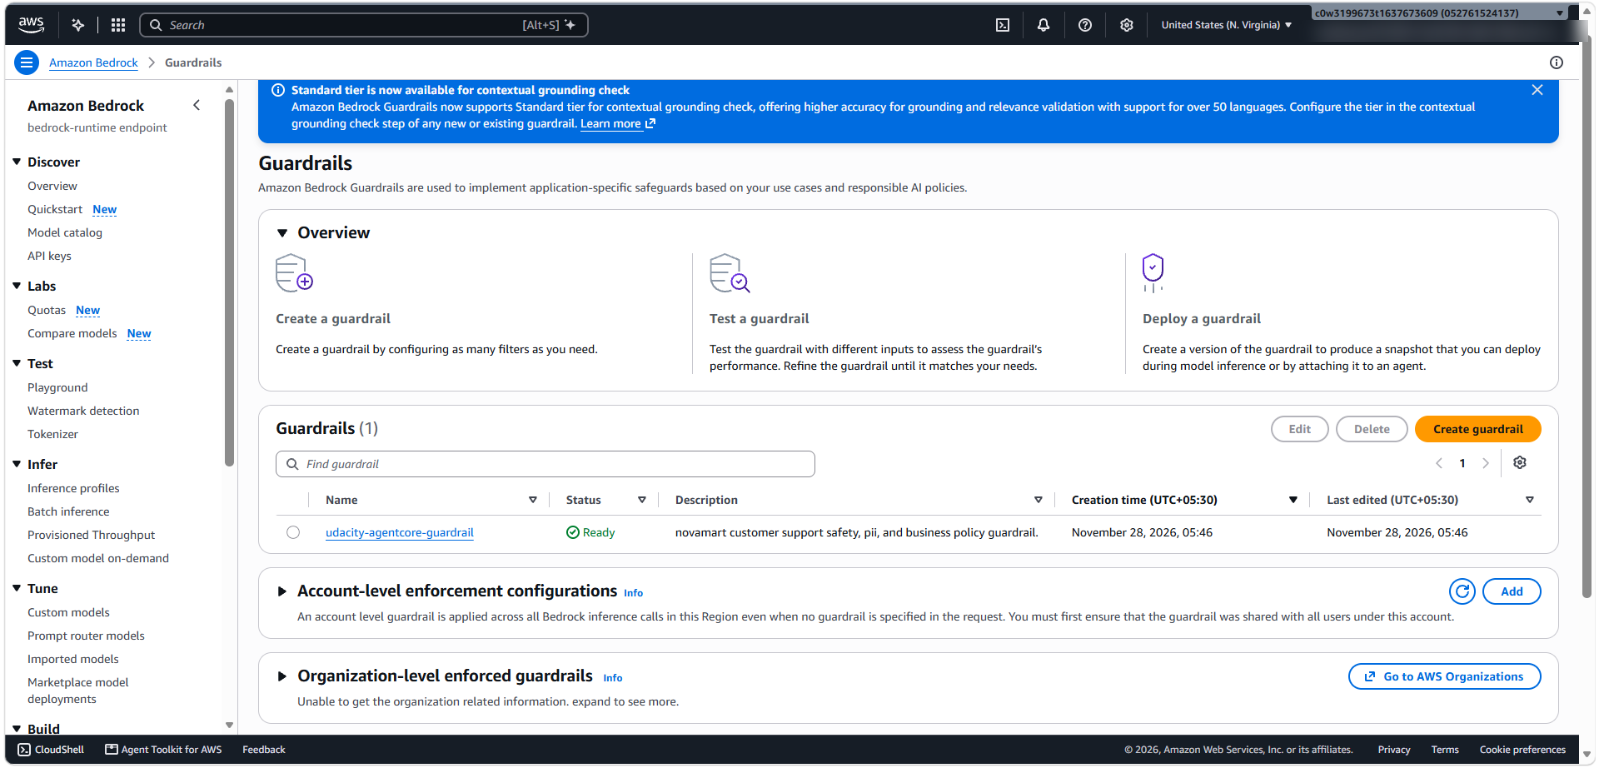 aws
Search
[Alt+S]
United States (N. Virginia)
c0w3199673t1637673609 (052761524137)
Amazon Bedrock
Guardrails
Amazon Bedrock
bedrock-runtime endpoint
Discover
Overview
Quickstart New
Model catalog
API keys
Labs
Quotas New
Compare models New
Test
Playground
Watermark detection
Tokenizer
Infer
Inference profiles
Batch inference
Provisioned Throughput
Custom model on-demand
Tune
Custom models
Prompt router models
Imported models
Marketplace model
deployments
Build
Standard tier is now available for contextual grounding check
Amazon Bedrock Guardrails now supports Standard tier for contextual grounding check, offering higher accuracy for grounding and relevance validation with support for over 50 languages. Configure the tier in the contextual
grounding check step of any new or existing guardrail. Learn more
Guardrails
Amazon Bedrock Guardrails are used to implement application-specific safeguards based on your use cases and responsible AI policies.
Overview
Create a guardrail
Create a guardrail by configuring as many filters as you need.
Test a guardrail
Test the guardrail with different inputs to assess the guardrail's
performance. Refine the guardrail until it matches your needs.
Deploy a guardrail
Create a version of the guardrail to produce a snapshot that you can deploy
during model inference or by attaching it to an agent.
Guardrails (1)
Edit
Delete
Create guardrail
Find guardrail
1
Name
Status
Description
Creation time (UTC+05:30)
Last edited (UTC+05:30)
udacity-agentcore-guardrail
Ready
novamart customer support safety, pii, and business policy guardrail.
November 28, 2026, 05:46
November 28, 2026, 05:46
Account-level enforcement configurations Info
Add
An account level guardrail is applied across all Bedrock inference calls in this Region even when no guardrail is specified in the request. You must first ensure that the guardrail was shared with all users under this account.
Organization-level enforced guardrails Info
Go to AWS Organizations
Unable to get the organization related information. expand to see more.
CloudShell
Agent Toolkit for AWS
Feedback
© 2026, Amazon Web Services, Inc. or its affiliates.
Privacy
Terms
Cookie preferences